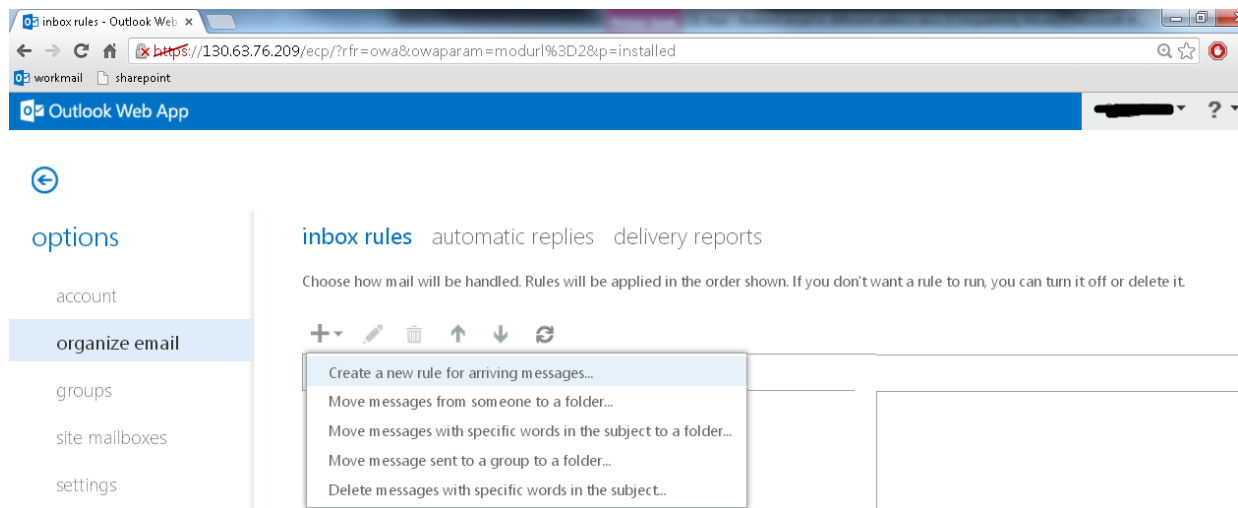 inbox rules - Outlook Web
https://130.63.76.209/ecp/?rfr=owa&owaparam=modurl%3D2&p=installed
workmail sharepoint
Outlook Web App ?
options
inbox rules automatic replies delivery reports
Choose how mail will be handled. Rules will be applied in the order shown. If you don't want a rule to run, you can turn it off or delete it.
account
organize email
Create a new rule for arriving messages...
groups
Move messages from someone to a folder...
Move messages with specific words in the subject to a folder...
site mailboxes
Move message sent to a group to a folder...
settings
Delete messages with specific words in the subject...